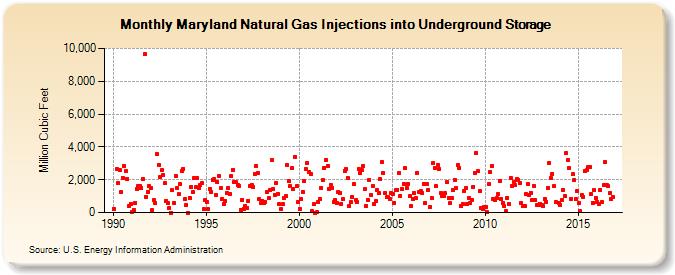 Monthly Maryland Natural Gas Injections into Underground Storage
Million Cubic Feet
10,000
8,000
6,000
4,000
2,000
0
1990 1995 2000 2005 2010 2015
Source: U.S. Energy Information Administration